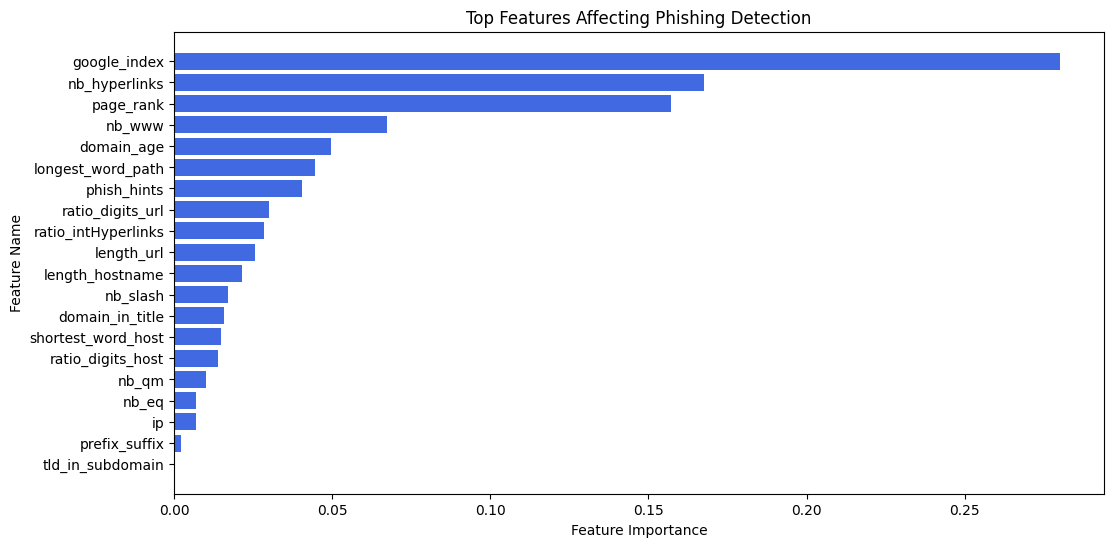 Top Features Affecting Phishing Detection
Feature Name
google_index
nb_hyperlinks
page_rank
nb_www
domain_age
longest_word_path
phish_hints
ratio_digits_url
ratio_intHyperlinks
length_url
length_hostname
nb_slash
domain_in_title
shortest_word_host
ratio_digits_host
nb_qm
nb_eq
ip
prefix_suffix
tld_in_subdomain
0.00 0.05 0.10 0.15 0.20 0.25
Feature Importance